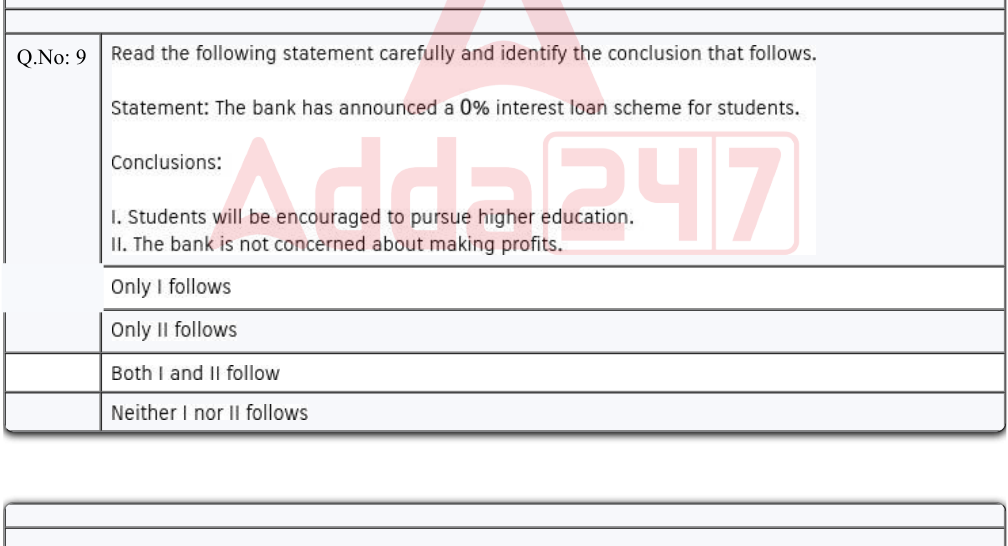 Q.No: 9
Read the following statement carefully and identify the conclusion that follows.
Statement: The bank has announced a 0% interest loan scheme for students.
Conclusions:
I. Students will be encouraged to pursue higher education.
II. The bank is not concerned about making profits.
Only I follows
Only II follows
Both I and II follow
Neither I nor II follows
Adda247